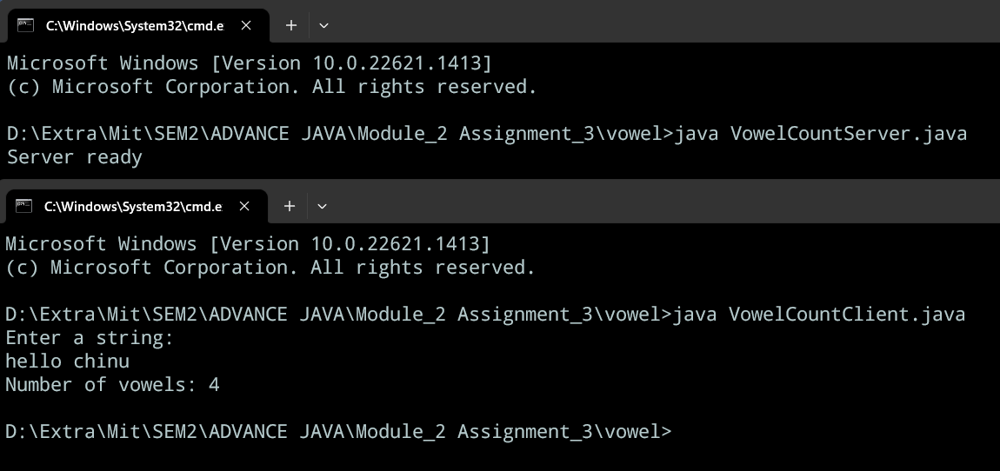 C:\Windows\System32\cmd.e
Microsoft Windows [Version 10.0.22621.1413]
(c) Microsoft Corporation. All rights reserved.
D:\Extra\Mit\SEM2\ADVANCE JAVA\Module_2 Assignment_3\vowel>java VowelCountServer.java
Server ready
C:\Windows\System32\cmd.e
Microsoft Windows [Version 10.0.22621.1413]
(c) Microsoft Corporation. All rights reserved.
D:\Extra\Mit\SEM2\ADVANCE JAVA\Module_2 Assignment_3\vowel>java VowelCountClient.java
Enter a string:
hello chinu
Number of vowels: 4
D:\Extra\Mit\SEM2\ADVANCE JAVA\Module_2 Assignment_3\vowel>